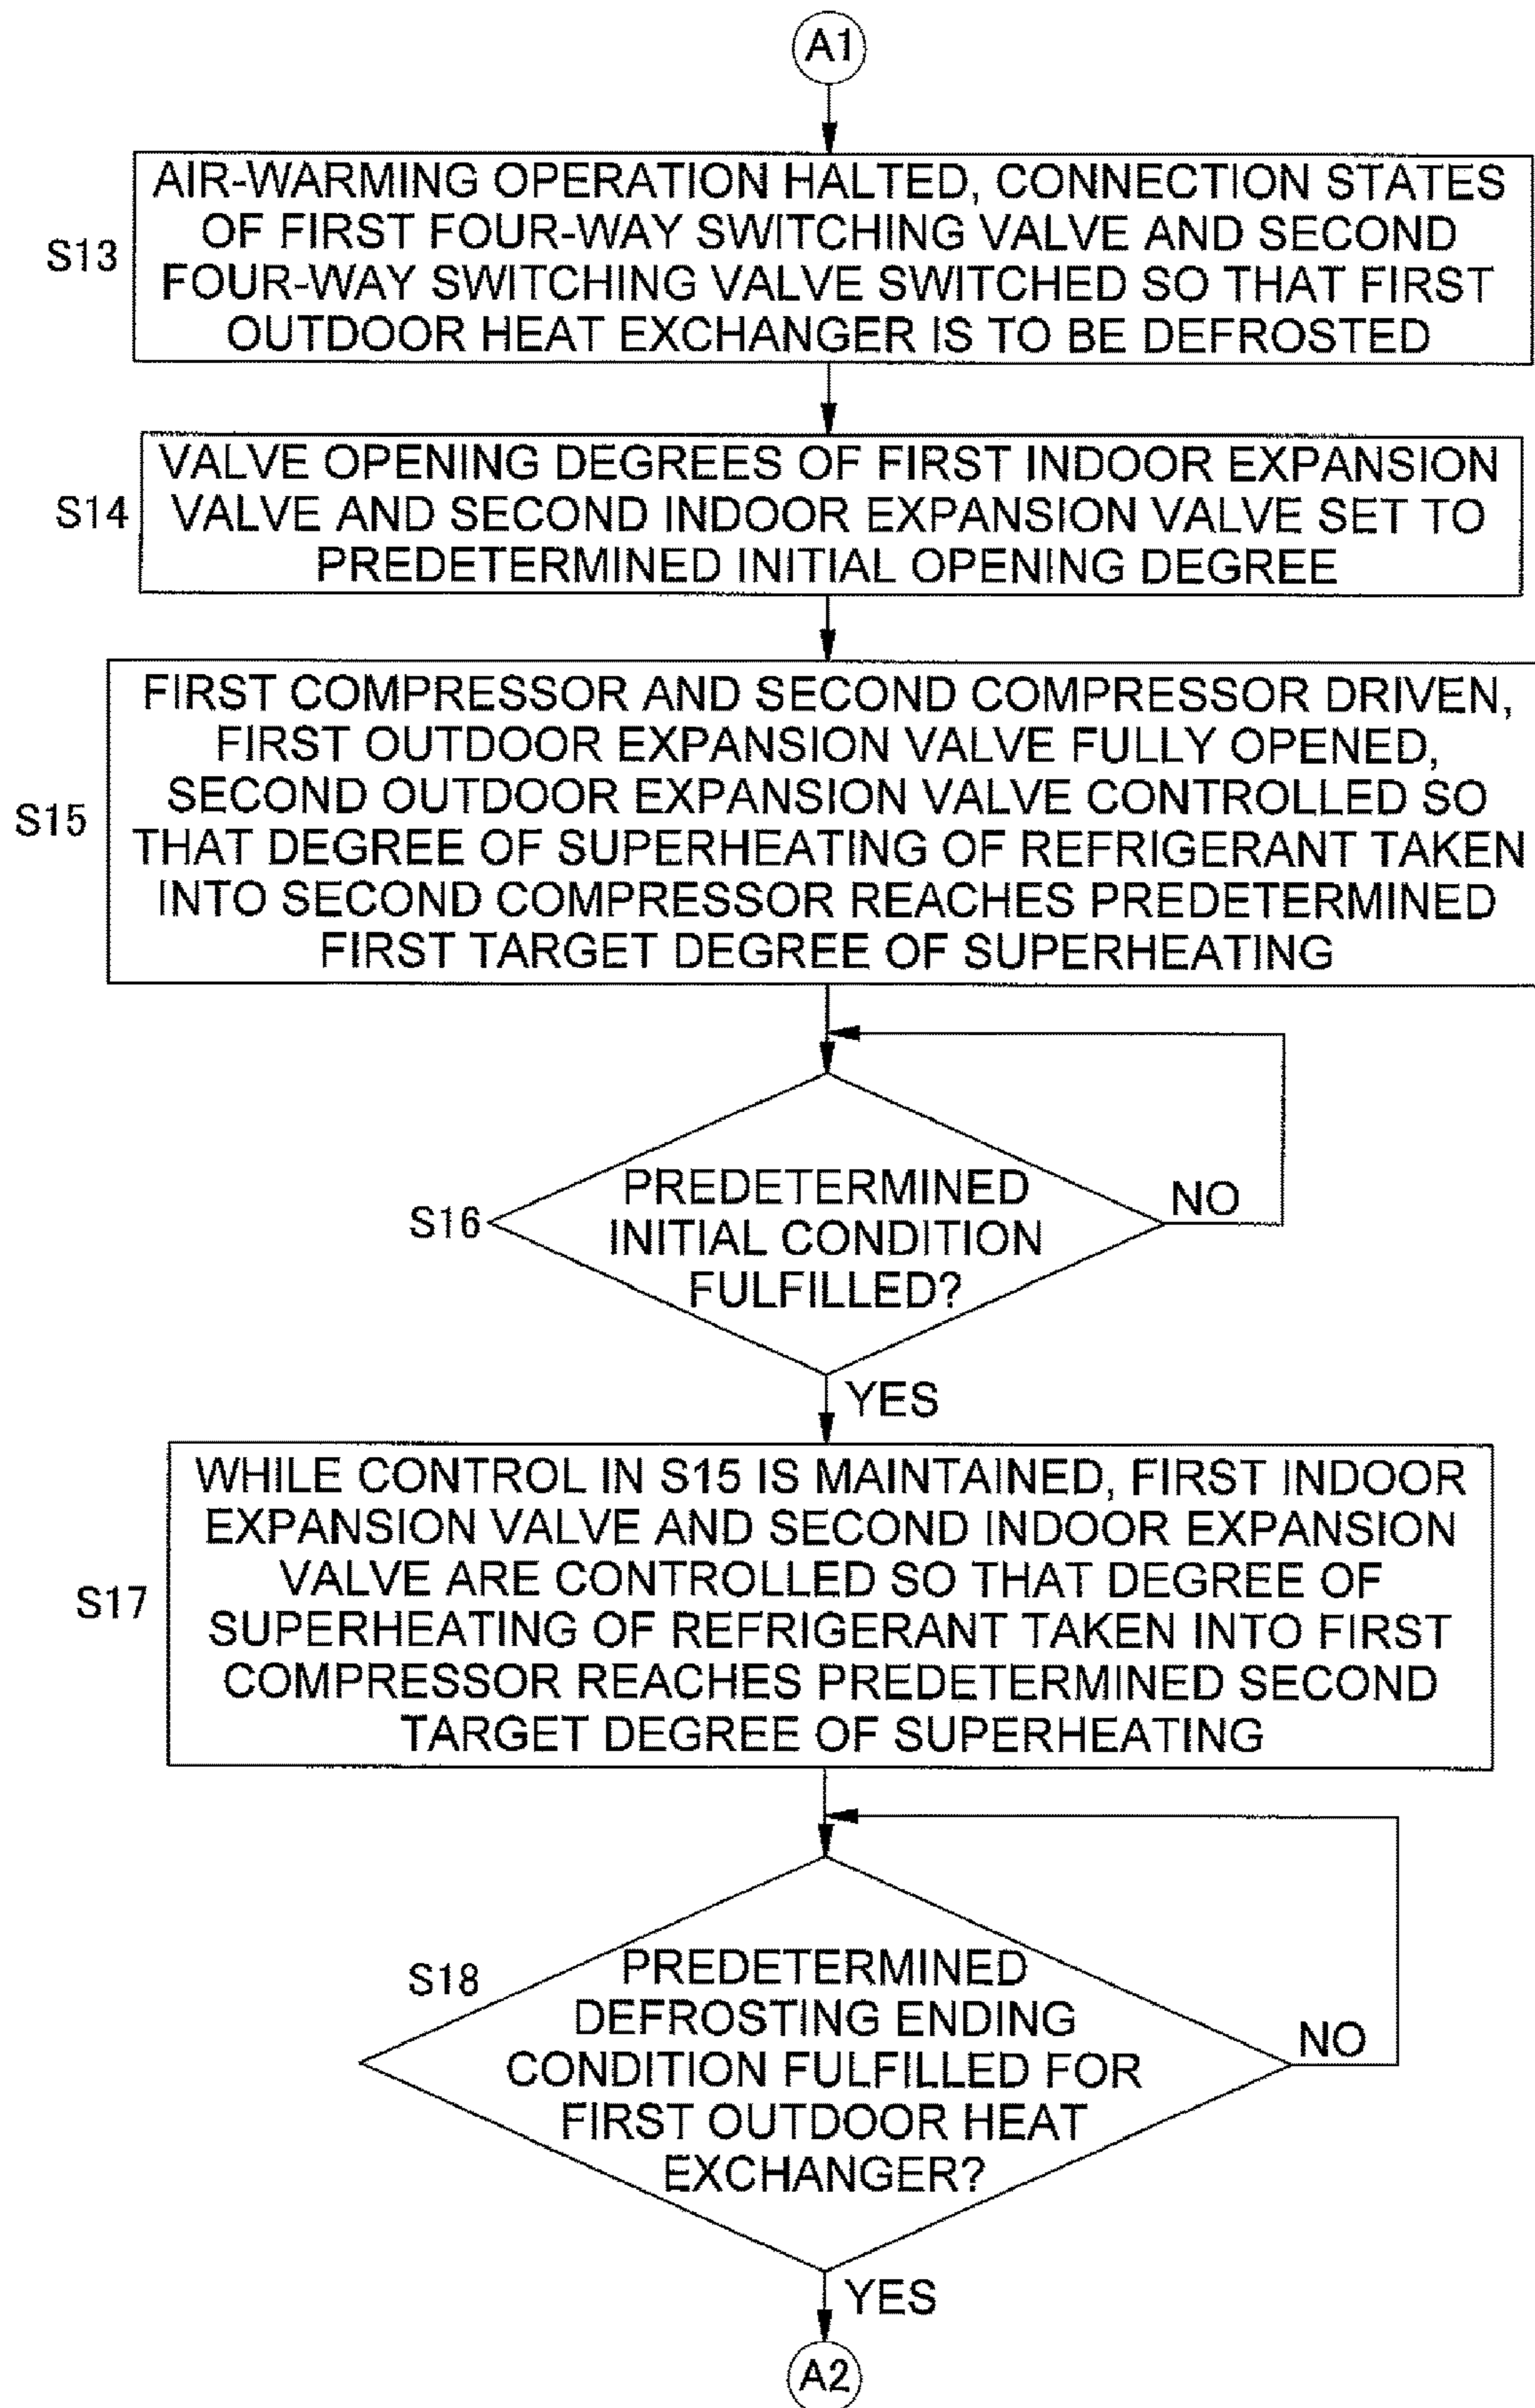 A1
AIR-WARMING OPERATION HALTED, CONNECTION STATES
OF FIRST FOUR-WAY SWITCHING VALVE AND SECOND
FOUR-WAY SWITCHING VALVE SWITCHED SO THAT FIRST
OUTDOOR HEAT EXCHANGER IS TO BE DEFROSTED
S13
VALVE OPENING DEGREES OF FIRST INDOOR EXPANSION
VALVE AND SECOND INDOOR EXPANSION VALVE SET TO
PREDETERMINED INITIAL OPENING DEGREE
S14
FIRST COMPRESSOR AND SECOND COMPRESSOR DRIVEN,
FIRST OUTDOOR EXPANSION VALVE FULLY OPENED,
SECOND OUTDOOR EXPANSION VALVE CONTROLLED SO
THAT DEGREE OF SUPERHEATING OF REFRIGERANT TAKEN
INTO SECOND COMPRESSOR REACHES PREDETERMINED
FIRST TARGET DEGREE OF SUPERHEATING
S15
PREDETERMINED
INITIAL CONDITION
FULFILLED?
S16
NO
YES
WHILE CONTROL IN S15 IS MAINTAINED, FIRST INDOOR
EXPANSION VALVE AND SECOND INDOOR EXPANSION
VALVE ARE CONTROLLED SO THAT DEGREE OF
SUPERHEATING OF REFRIGERANT TAKEN INTO FIRST
COMPRESSOR REACHES PREDETERMINED SECOND
TARGET DEGREE OF SUPERHEATING
S17
PREDETERMINED
DEFROSTING ENDING
CONDITION FULFILLED FOR
FIRST OUTDOOR HEAT
EXCHANGER?
S18
NO
YES
A2